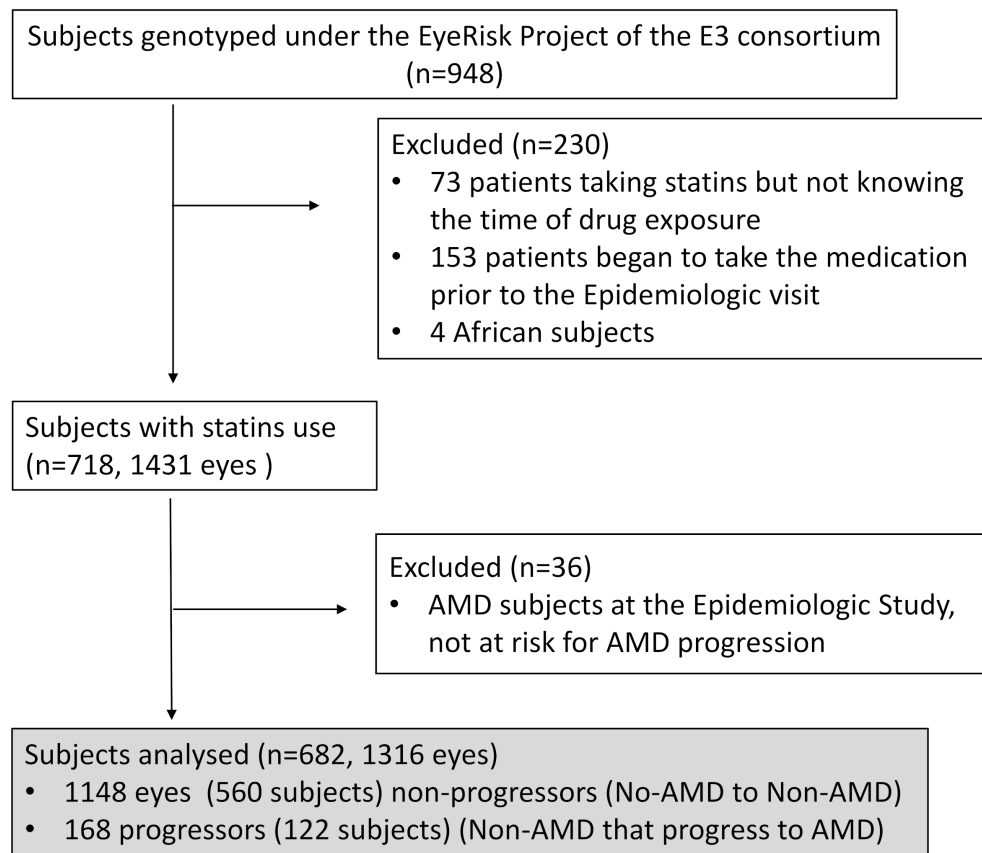 Subjects genotyped under the EyeRisk Project of the E3 consortium
(n=948)
Excluded (n=230)
• 73 patients taking statins but not knowing
the time of drug exposure
• 153 patients began to take the medication
prior to the Epidemiologic visit
• 4 African subjects
Subjects with statins use
(n=718, 1431 eyes )
Excluded (n=36)
• AMD subjects at the Epidemiologic Study,
not at risk for AMD progression
Subjects analysed (n=682, 1316 eyes)
• 1148 eyes (560 subjects) non-progressors (No-AMD to Non-AMD)
• 168 progressors (122 subjects) (Non-AMD that progress to AMD)